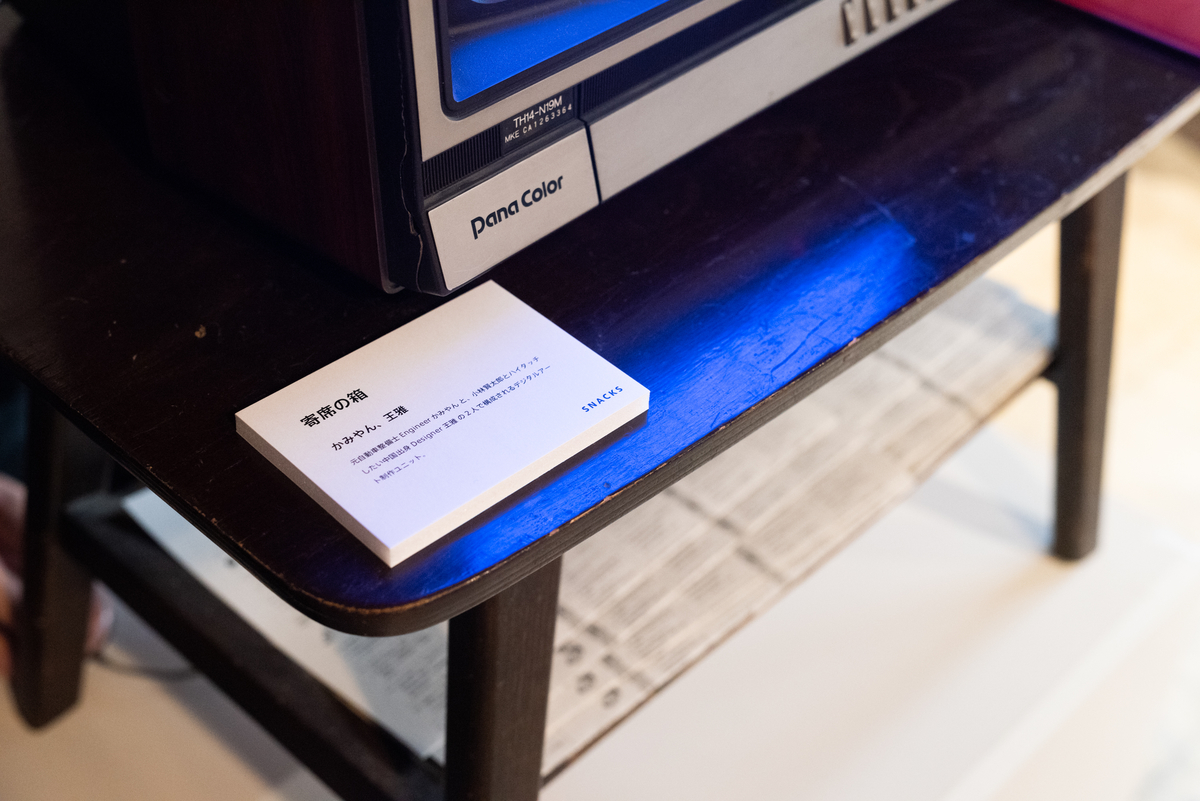 TH14-N19M
MKE CA1263364
Pana Color
寄席の箱
かみやん、王雅
元自動車整備士 Engineer かみやん と、小林賢太郎とハイタッチ
したい中国出身 Designer 王雅 の2人で構成されるデジタルアー
ト制作ユニット。
SNACKS